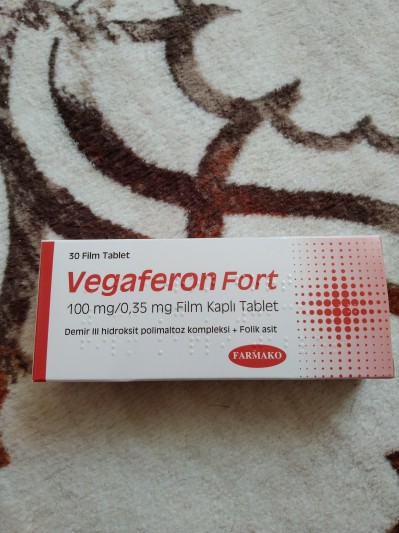 30 Film Tablet
Vegaferon Fort
100 mg/0,35 mg Film Kaplı Tablet
Demir III hidroksit polimaltoz kompleksi + Folik asit
FARMAKO